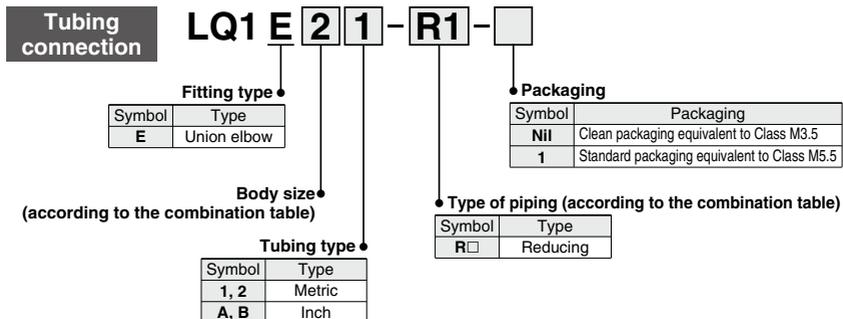 Tubing
connection
LQ1 E 2 1 – R1 –
Fitting type
Symbol Type
E Union elbow
Body size
(according to the combination table)
Tubing type
Symbol Type
1, 2 Metric
A, B Inch
Packaging
Symbol Packaging
Nil Clean packaging equivalent to Class M3.5
1 Standard packaging equivalent to Class M5.5
Type of piping (according to the combination table)
Symbol Type
R□ Reducing